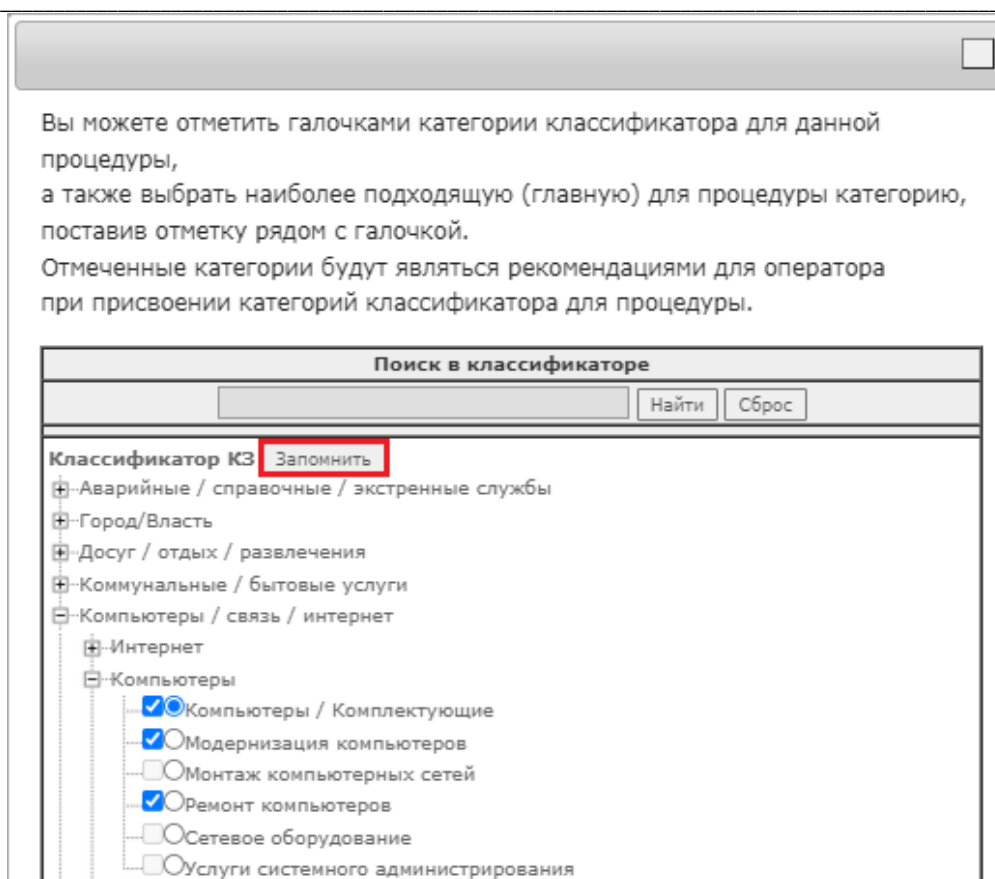 Вы можете отметить галочками категории классификатора для данной
процедуры,
а также выбрать наиболее подходящую (главную) для процедуры категорию,
поставив отметку рядом с галочкой.
Отмеченные категории будут являться рекомендациями для оператора
при присвоении категорий классификатора для процедуры.
Поиск в классификаторе
Найти Сброс
Классификатор КЗ Запомнить
Аварийные / справочные / экстренные службы
Город/Власть
Досуг / отдых / развлечения
Коммунальные / бытовые услуги
Компьютеры / связь / интернет
Интернет
Компьютеры
Компьютеры / Комплектующие
Модернизация компьютеров
Монтаж компьютерных сетей
Ремонт компьютеров
Сетевое оборудование
Услуги системного администрирования